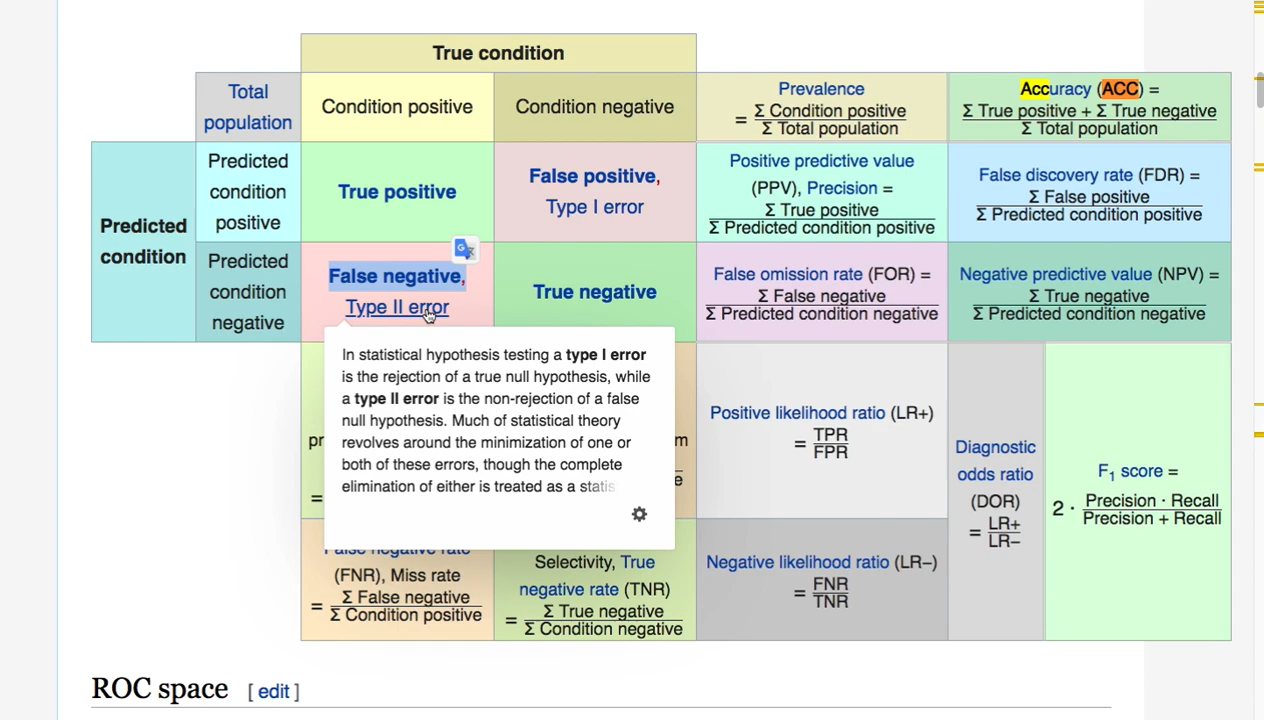 True condition
Total
population
Condition positive
Condition negative
Prevalence
= Σ Condition positive
Σ Total population
Accuracy (ACC) =
Σ True positive + Σ True negative
Σ Total population
Predicted
condition
Predicted
condition
positive
True positive
False positive,
Type I error
Positive predictive value
(PPV), Precision =
Σ True positive
Σ Predicted condition positive
False discovery rate (FDR) =
Σ False positive
Σ Predicted condition positive
Predicted
condition
negative
False negative,
Type II error
True negative
False omission rate (FOR) =
Σ False negative
Σ Predicted condition negative
Negative predictive value (NPV) =
Σ True negative
Σ Predicted condition negative
In statistical hypothesis testing a type I error
is the rejection of a true null hypothesis, while
a type II error is the non-rejection of a false
null hypothesis. Much of statistical theory
revolves around the minimization of one or
both of these errors, though the complete
elimination of either is treated as a statis
pr
=
m
e
Positive likelihood ratio (LR+)
= TPR
FPR
Diagnostic
odds ratio
(DOR)
= LR+
LR−
F1 score =
2 · Precision · Recall
Precision + Recall
False negative rate
(FNR), Miss rate
= Σ False negative
Σ Condition positive
Selectivity, True
negative rate (TNR)
= Σ True negative
Σ Condition negative
Negative likelihood ratio (LR−)
= FNR
TNR
ROC space [ edit ]